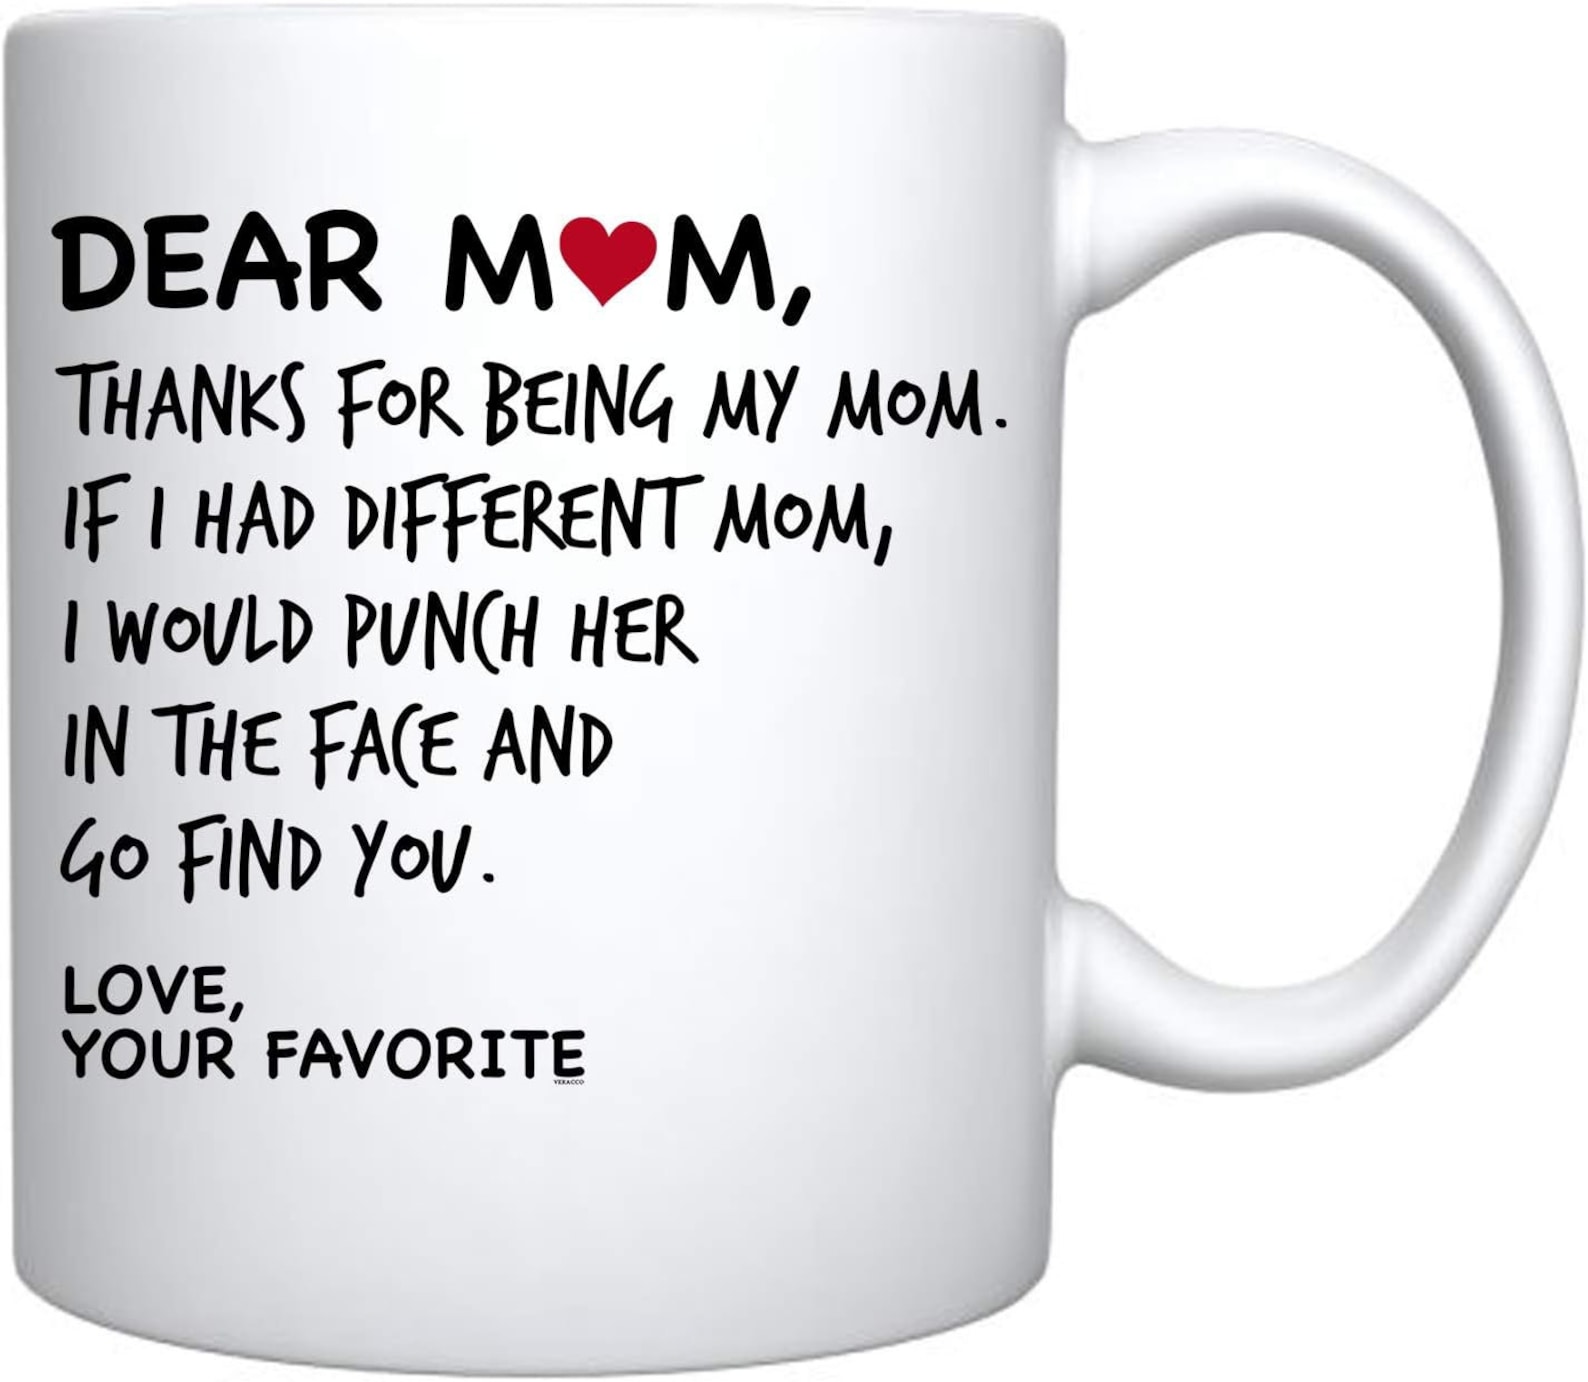 DEAR M❤M,
THANKS FOR BEING MY MOM.
IF I HAD DIFFERENT MOM,
I WOULD PUNCH HER
IN THE FACE AND
GO FIND YOU.
LOVE,
YOUR FAVORITE
VERACCO